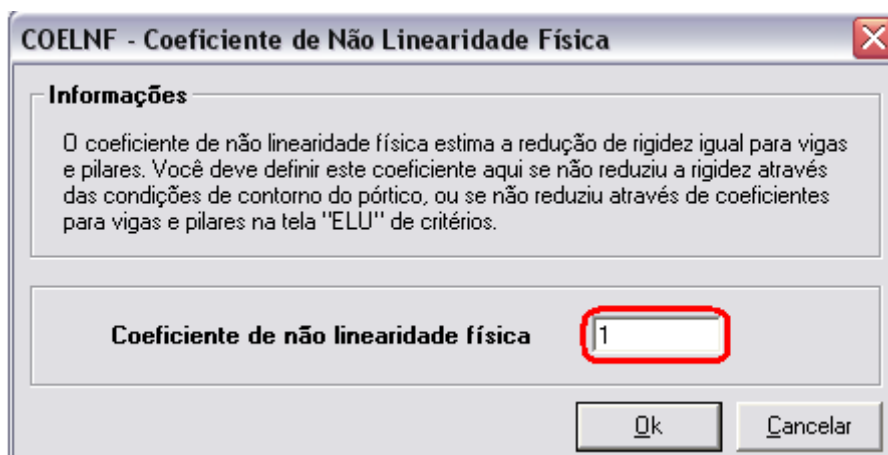 COELNF - Coeficiente de Não Linearidade Física
Informações
O coeficiente de não linearidade física estima a redução de rigidez igual para vigas
e pilares. Você deve definir este coeficiente aqui se não reduziu a rigidez através
das condições de contorno do pórtico, ou se não reduziu através de coeficientes
para vigas e pilares na tela "ELU" de critérios.
Coeficiente de não linearidade física 1
Ok Cancelar